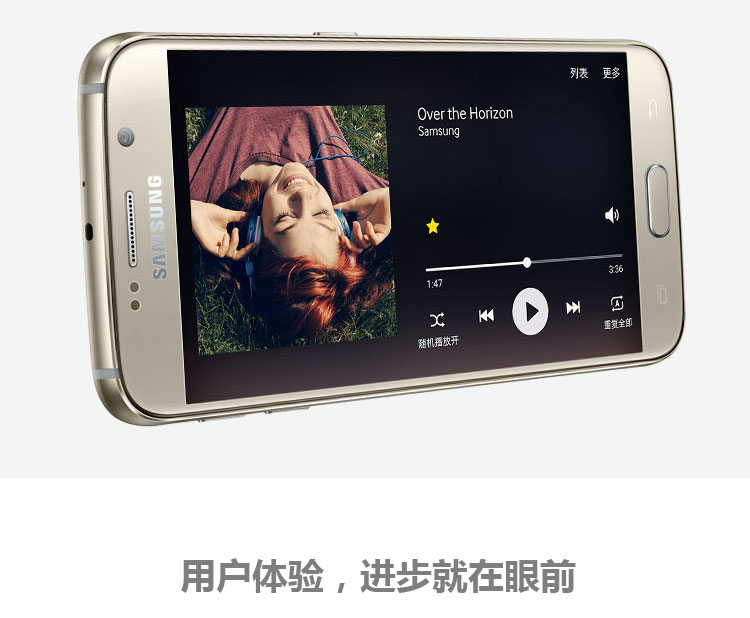 列表 更多
Over the Horizon
Samsung
SAMSUNG
1:47
3:36
A
随机播放开
重复全部
用户体验，进步就在眼前